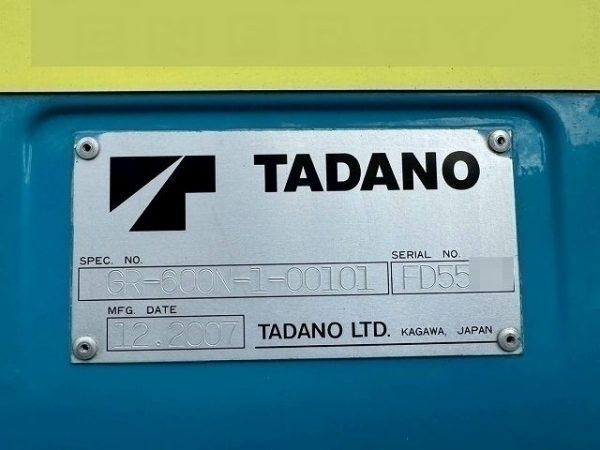 TADANO
SPEC. NO. SERIAL NO.
GR-600N-1-00101 FD55
MFG. DATE
12.2007 TADANO LTD. KAGAWA, JAPAN